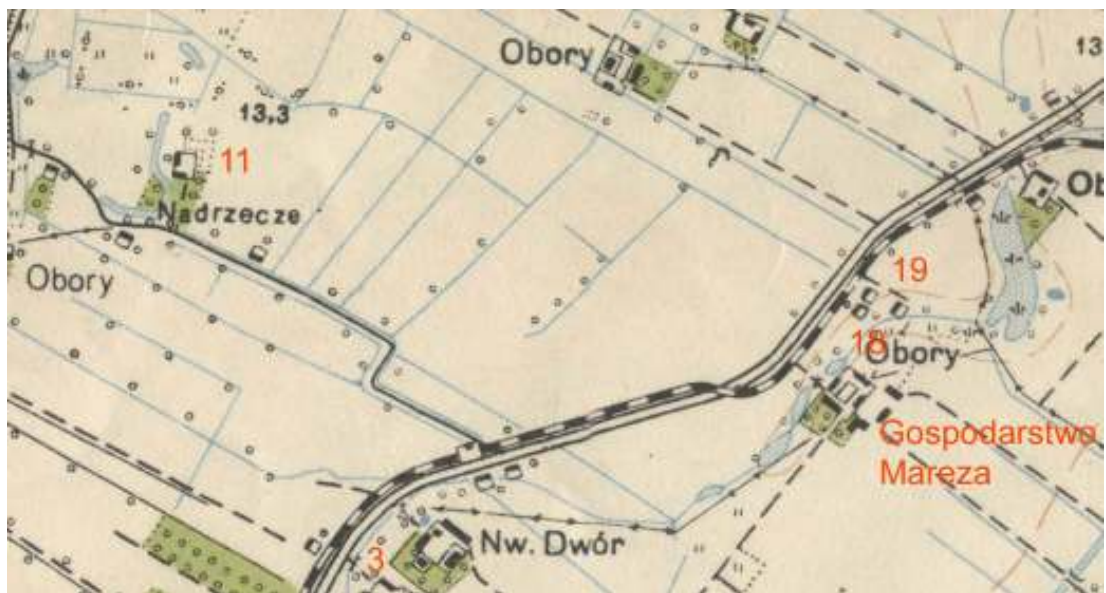 Obory
13
13,3
11
Nadrzecze
Ob
Obory
19
18
Obory
Gospodarstwo
Mareza
Nw. Dwór
3